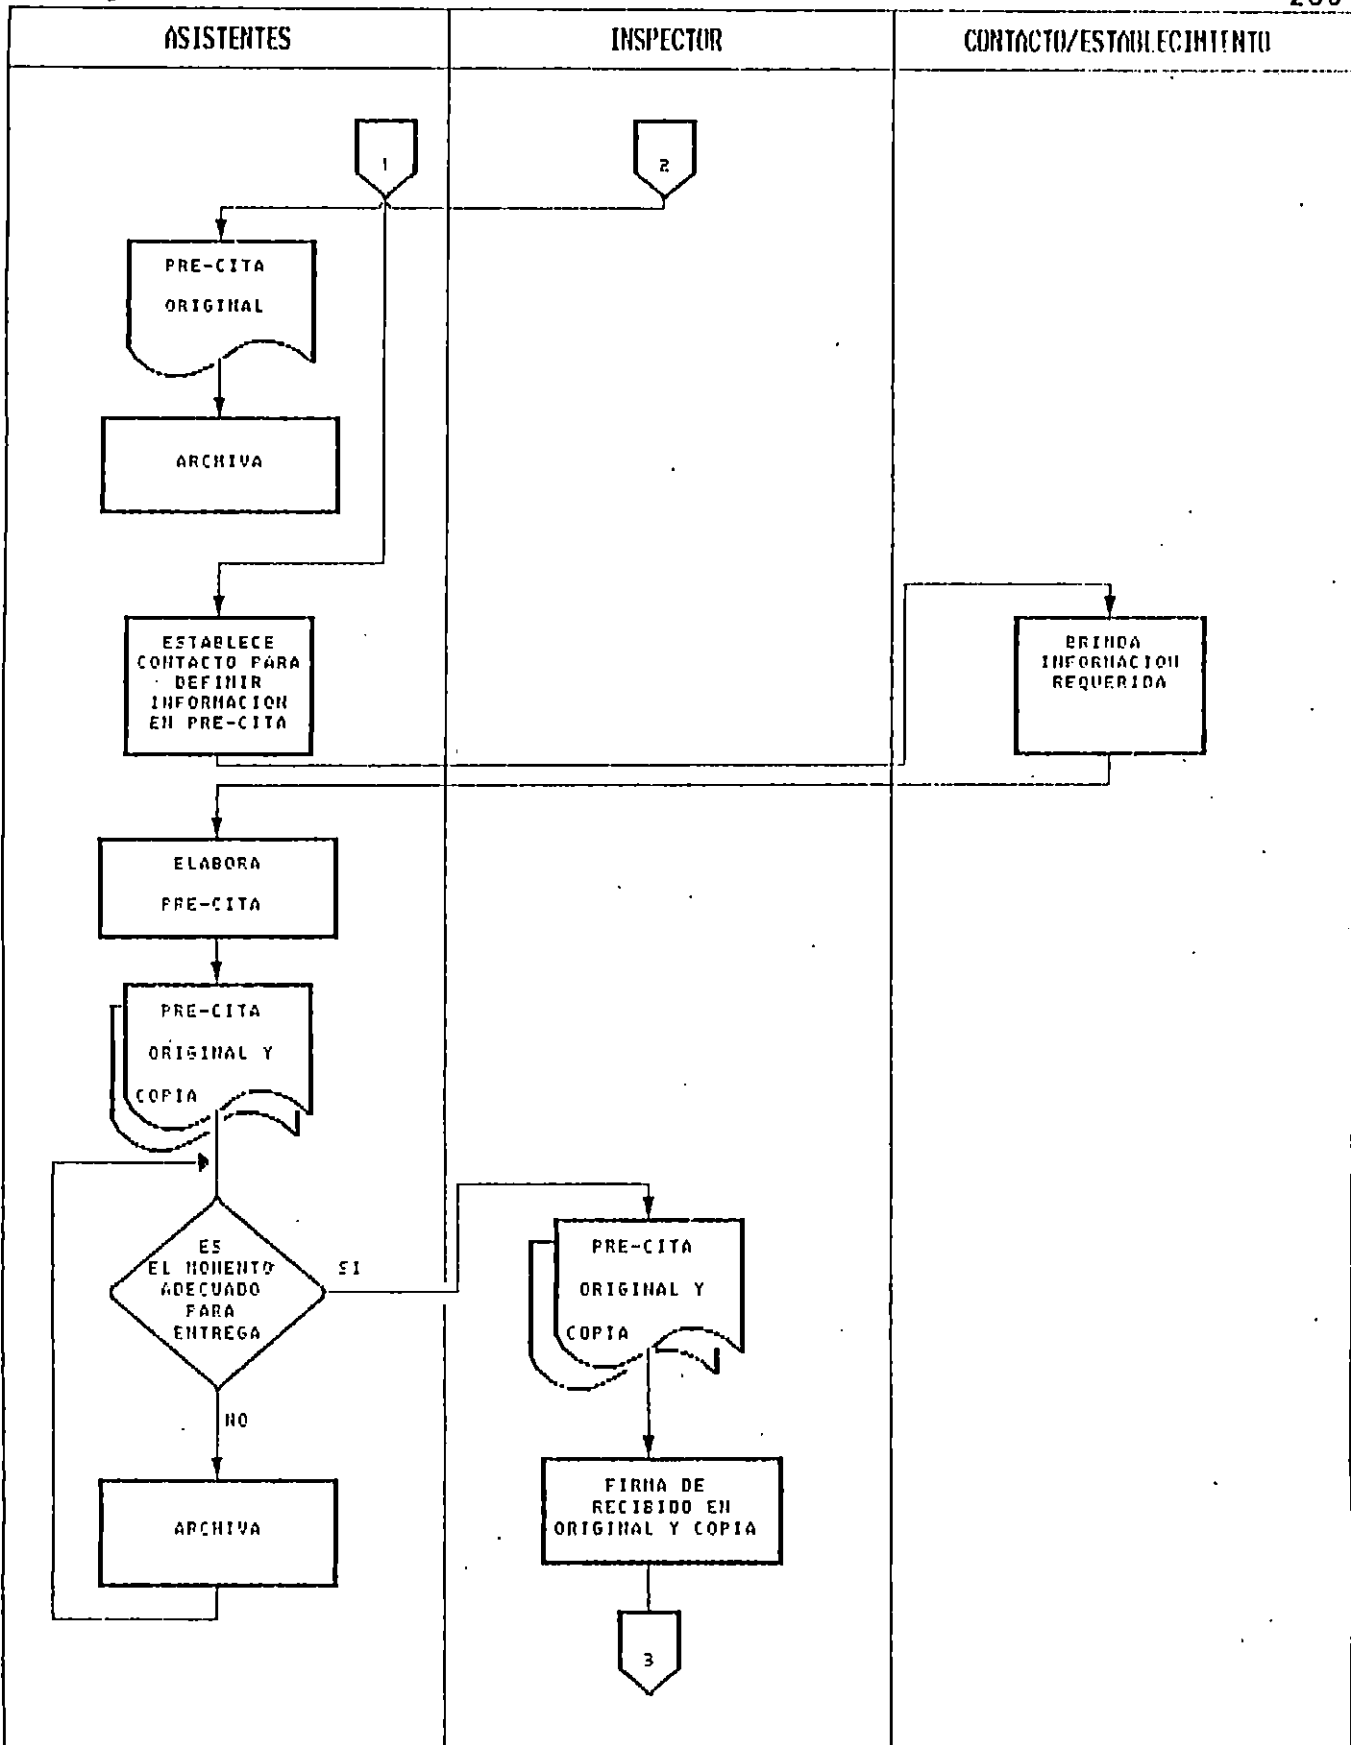 ASISTENTES
INSPECTOR
CONTACTO/ESTABLECIMIENTO
1
2
PRE-CITA
ORIGINAL
ARCHIVA
ESTABLECE
CONTACTO PARA
DEFINIR
INFORMACION
EN PRE-CITA
BRINDA
INFORMACION
REQUERIDA
ELABORA
PRE-CITA
PRE-CITA
ORIGINAL Y
COPIA
ES
EL MOMENTO
ADECUADO
PARA
ENTREGA
SI
NO
ARCHIVA
PRE-CITA
ORIGINAL Y
COPIA
FIRMA DE
RECIBIDO EN
ORIGINAL Y COPIA
3